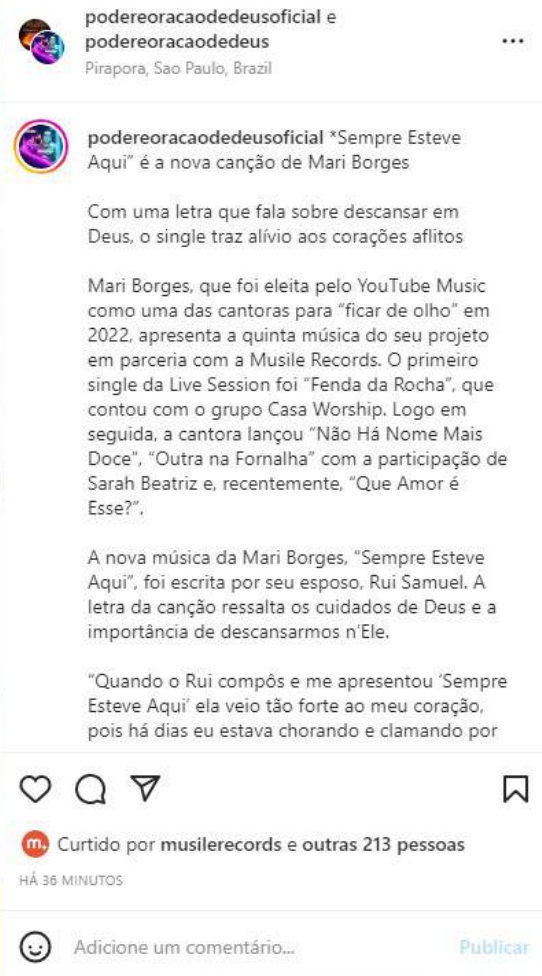 podereoracaodedeusoficial e
podereoracaodedeus
Pirapora, Sao Paulo, Brazil
podereoracaodedeusoficial *Sempre Esteve
Aqui” é a nova canção de Mari Borges
Com uma letra que fala sobre descansar em
Deus, o single traz alívio aos corações aflitos
Mari Borges, que foi eleita pelo YouTube Music
como uma das cantoras para “ficar de olho” em
2022, apresenta a quinta música do seu projeto
em parceria com a Musile Records. O primeiro
single da Live Session foi “Fenda da Rocha”, que
contou com o grupo Casa Worship. Logo em
seguida, a cantora lançou “Não Há Nome Mais
Doce”, “Outra na Fornalha” com a participação de
Sarah Beatriz e, recentemente, “Que Amor é
Esse?”.
A nova música da Mari Borges, “Sempre Esteve
Aqui”, foi escrita por seu esposo, Rui Samuel. A
letra da canção ressalta os cuidados de Deus e a
importância de descansarmos n’Ele.
“Quando o Rui compôs e me apresentou ‘Sempre
Esteve Aqui’ ela veio tão forte ao meu coração,
pois há dias eu estava chorando e clamando por
m. Curtido por musilerecords e outras 213 pessoas
HÁ 36 MINUTOS
Adicione um comentário... Publicar